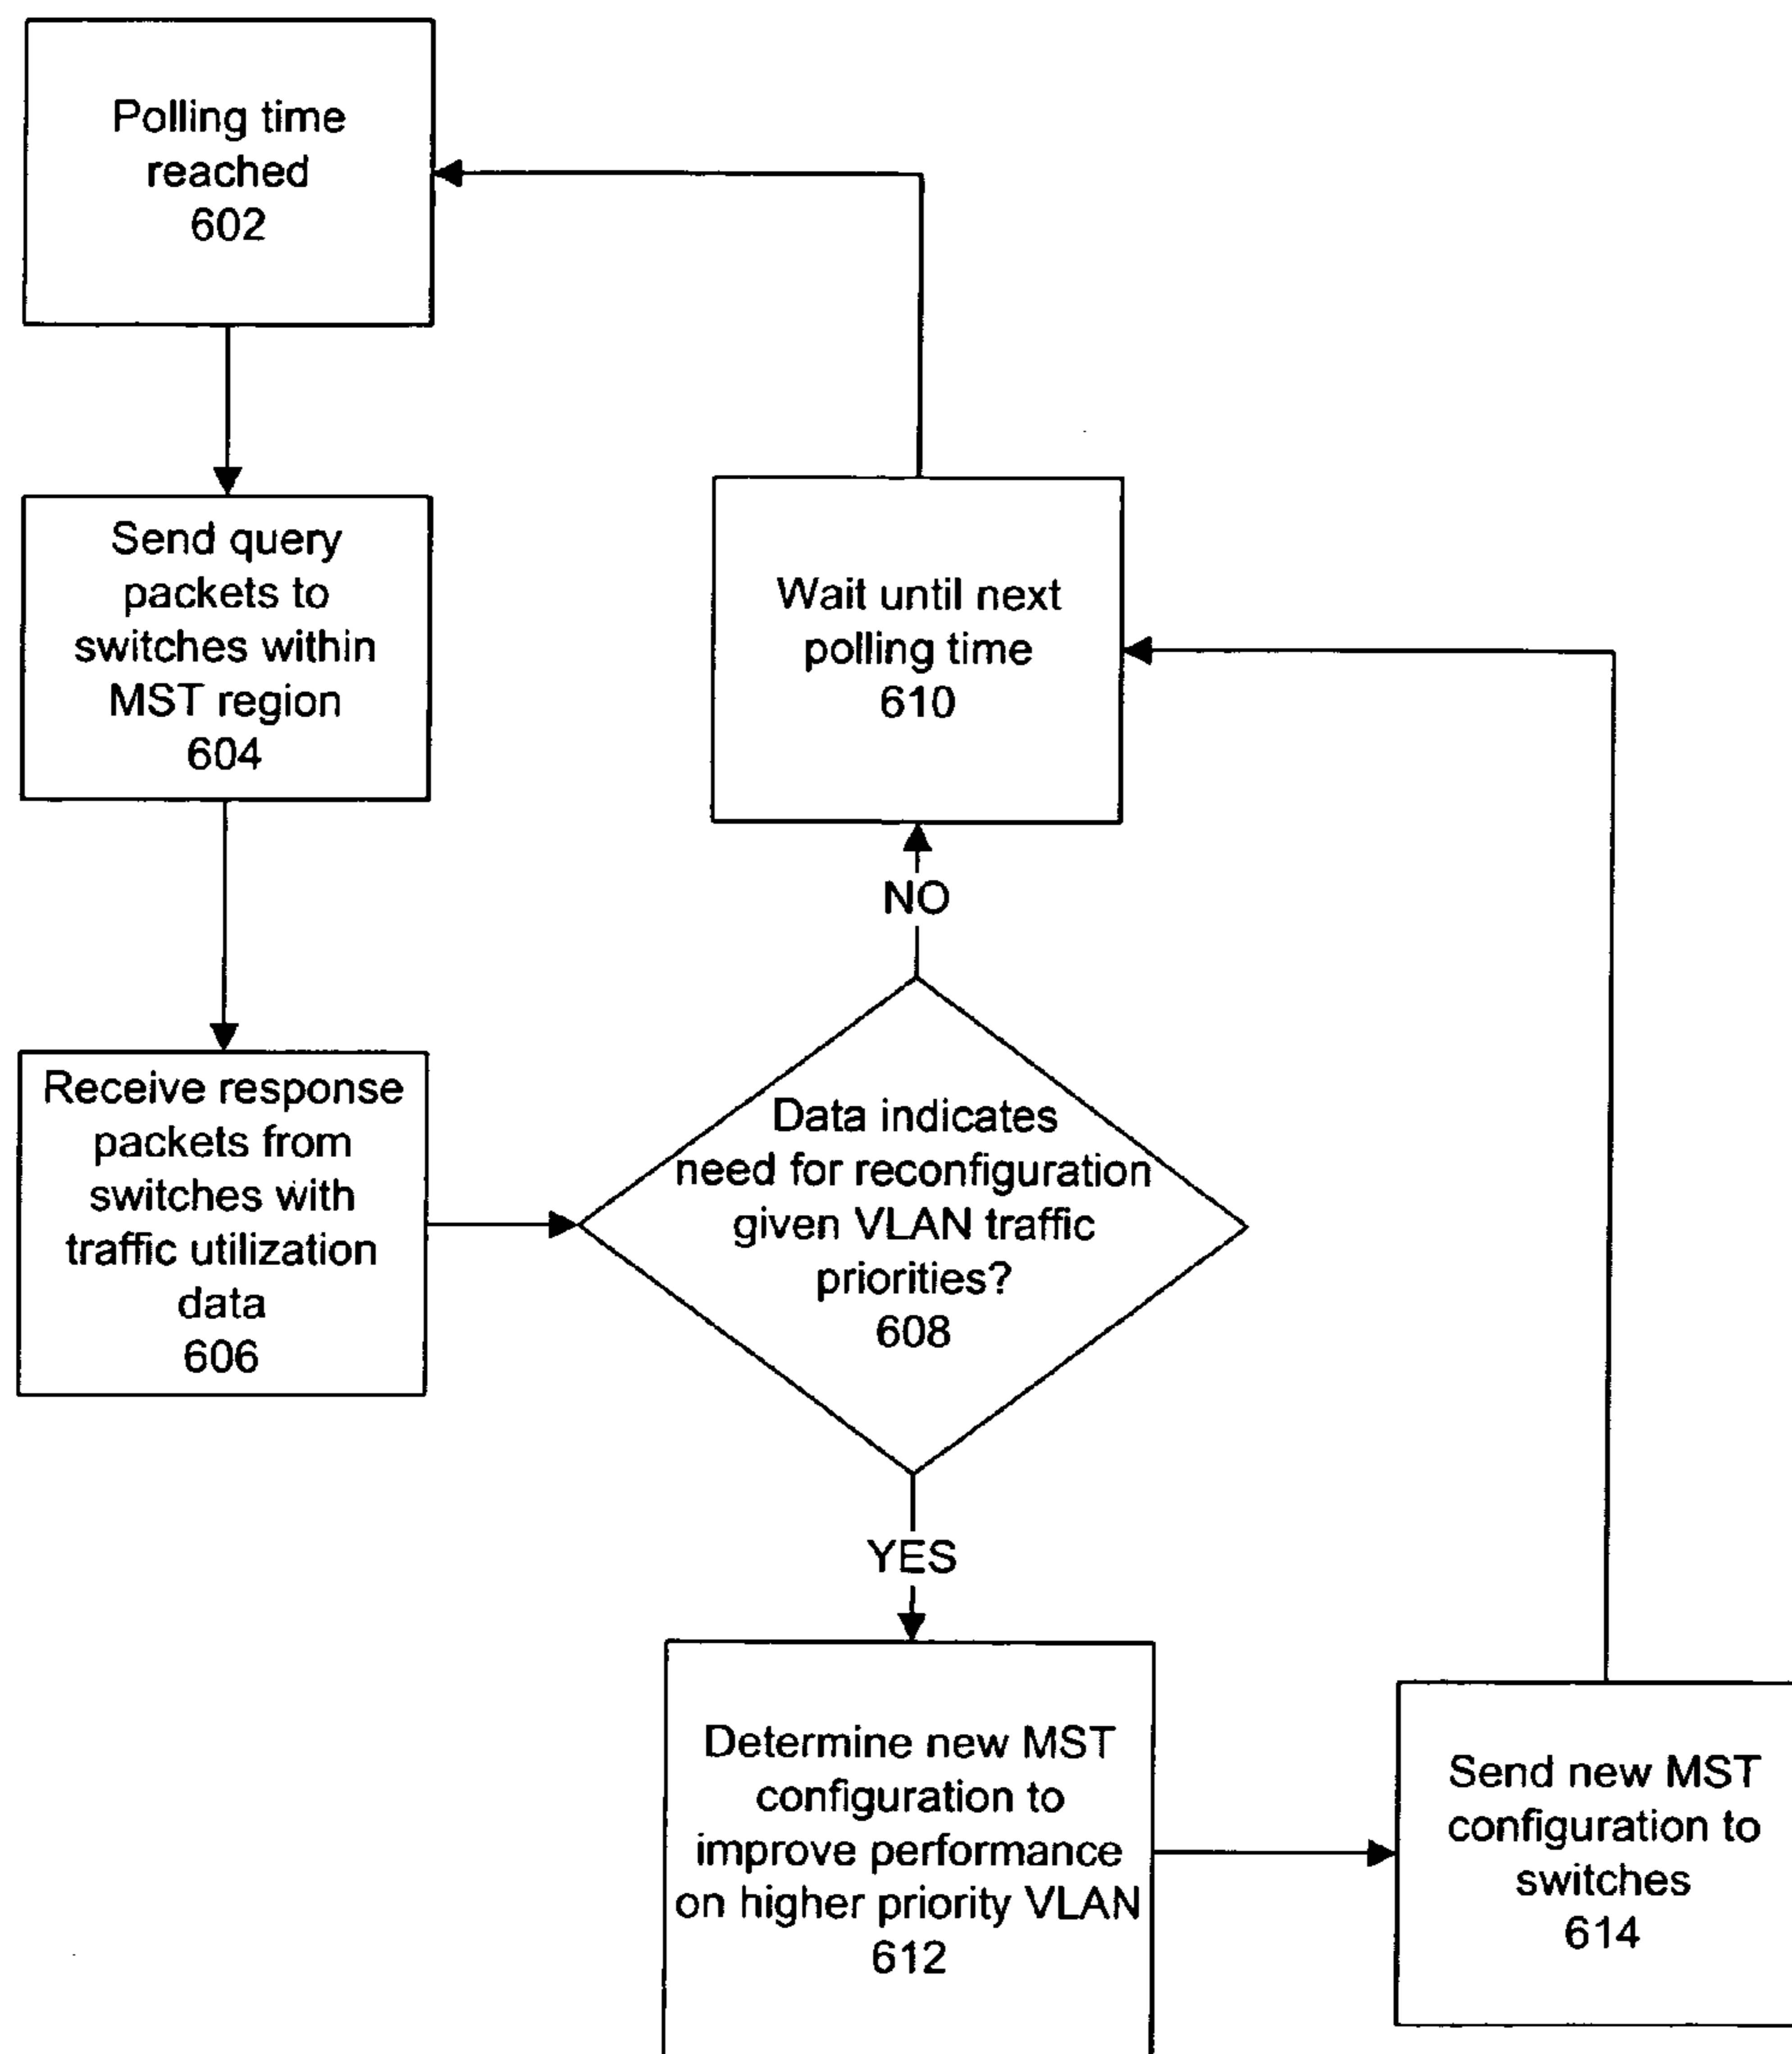 Polling time
reached
602
Send query
packets to
switches within
MST region
604
Receive response
packets from
switches with
traffic utilization
data
606
Wait until next
polling time
610
NO
Data indicates
need for reconfiguration
given VLAN traffic
priorities?
608
YES
Determine new MST
configuration to
improve performance
on higher priority VLAN
612
Send new MST
configuration to
switches
614